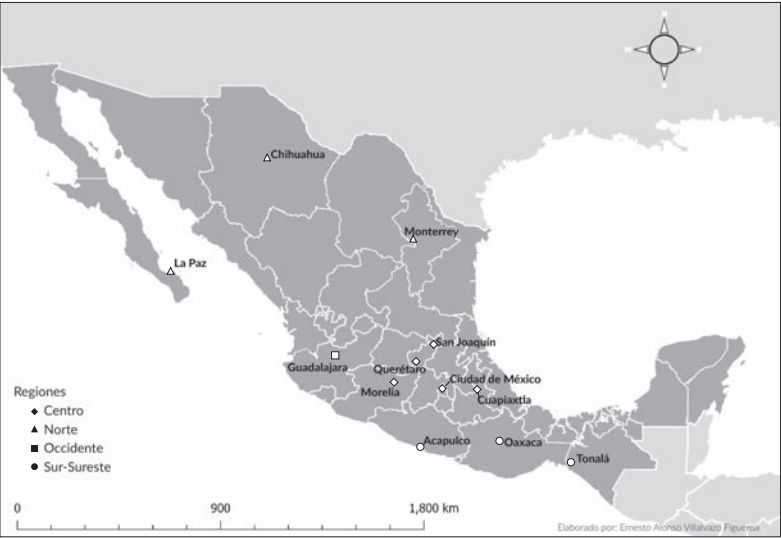 N
W
E
S
Chihuahua
Monterrey
La Paz
San Joaquín
Guadalajara
Querétaro
Ciudad de México
Morelia
Cuapiaxtla
Regiones
Centro
Norte
Occidente
Sur-Sureste
Acapulco
Oaxaca
Tonalá
0
900
1,800 km
Elaborado por: Ernesto Alonso Villalvazo Figueroa